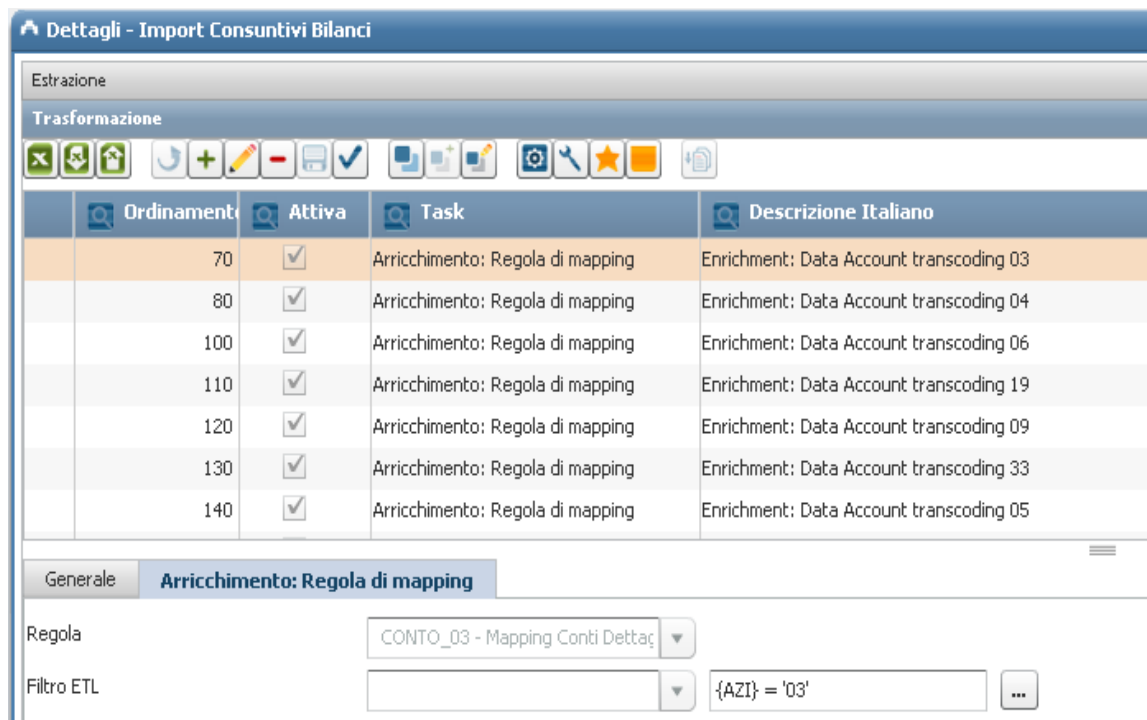 Dettagli - Import Consuntivi Bilanci
Estrazione
Trasformazione
Ordinamento Attiva Task Descrizione Italiano
70 Arricchimento: Regola di mapping Enrichment: Data Account transcoding 03
80 Arricchimento: Regola di mapping Enrichment: Data Account transcoding 04
100 Arricchimento: Regola di mapping Enrichment: Data Account transcoding 06
110 Arricchimento: Regola di mapping Enrichment: Data Account transcoding 19
120 Arricchimento: Regola di mapping Enrichment: Data Account transcoding 09
130 Arricchimento: Regola di mapping Enrichment: Data Account transcoding 33
140 Arricchimento: Regola di mapping Enrichment: Data Account transcoding 05
Generale Arricchimento: Regola di mapping
Regola CONTO_03 - Mapping Conti Dettag
Filtro ETL {AZI} = '03' ...